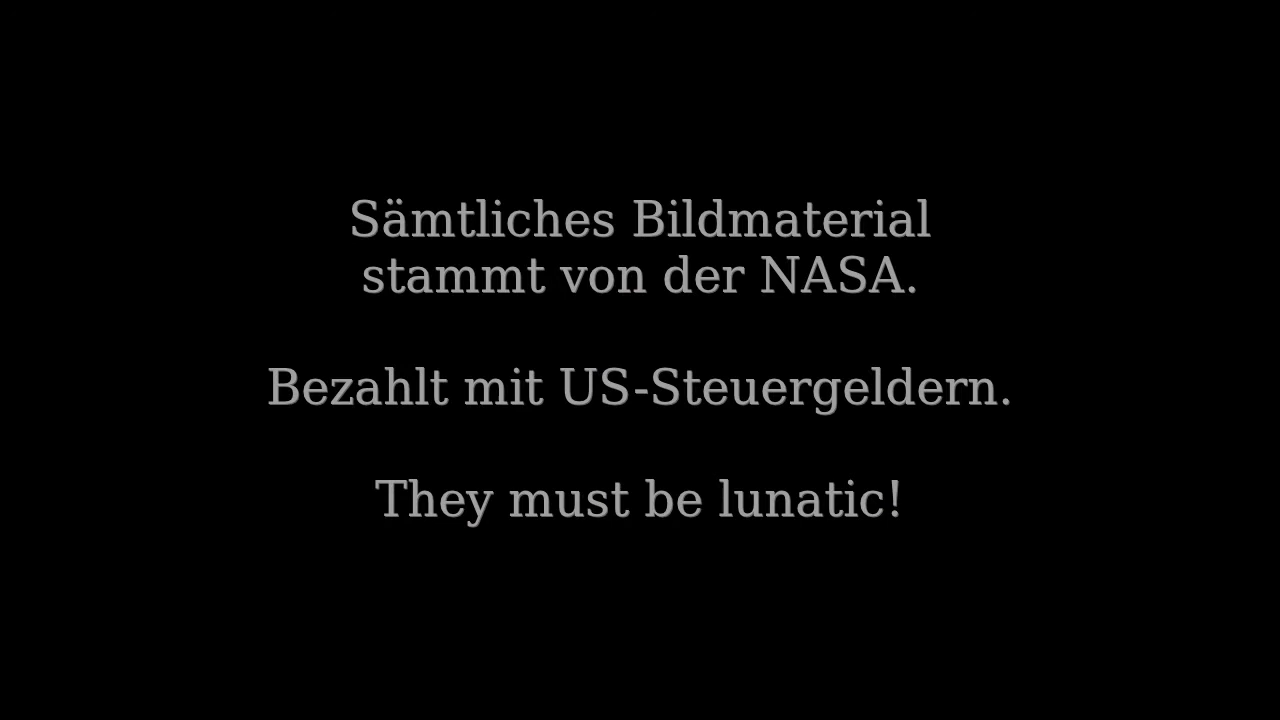 Sämtliches Bildmaterial
stammt von der NASA.
Bezahlt mit US-Steuergeldern.
They must be lunatic!